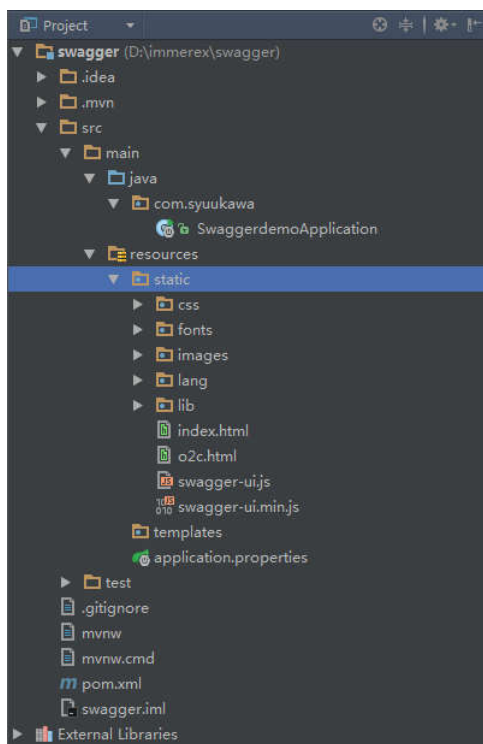 Project
swagger (D:\immerex\swagger)
.idea
.mvn
src
main
java
com.syuukawa
SwaggerdemoApplication
resources
static
css
fonts
images
lang
lib
index.html
o2c.html
swagger-ui.js
swagger-ui.min.js
templates
application.properties
test
.gitignore
mvnw
mvnw.cmd
pom.xml
swagger.iml
External Libraries